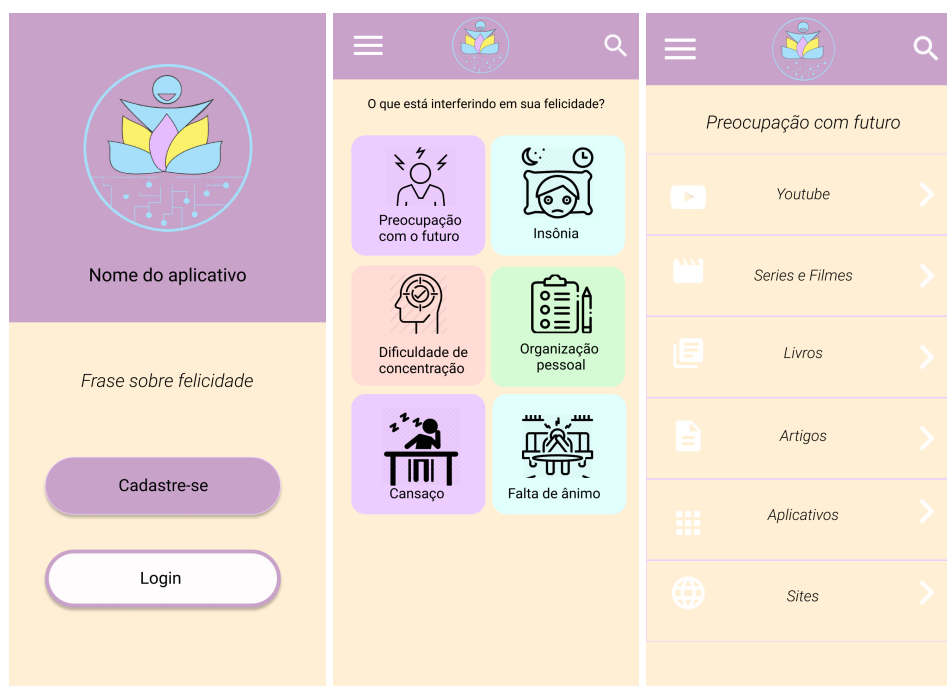 Nome do aplicativo
Frase sobre felicidade
Cadastre-se
Login
O que está interferindo em sua felicidade?
Preocupação
com o futuro
Insônia
Dificuldade de
concentração
Organização
pessoal
Cansaço
Falta de ânimo
Preocupação com futuro
Youtube
Series e Filmes
Livros
Artigos
Aplicativos
Sites